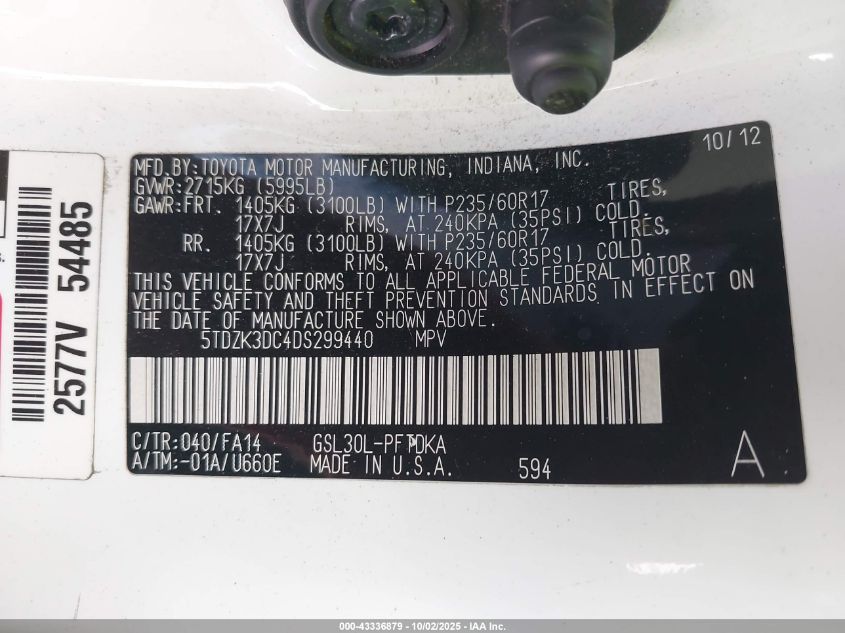 10/12
MFD.BY:TOYOTA MOTOR MANUFACTURING, INDIANA, INC.
GVWR:2715KG (5995LB)
GAWR:FRT. 1405KG (3100LB) WITH P235/60R17 TIRES,
17X7J RIMS, AT 240KPA (35PSI) COLD.
RR. 1405KG (3100LB) WITH P235/60R17 TIRES,
17X7J RIMS, AT 240KPA (35PSI) COLD.
THIS VEHICLE CONFORMS TO ALL APPLICABLE FEDERAL MOTOR
VEHICLE SAFETY AND THEFT PREVENTION STANDARDS IN EFFECT ON
THE DATE OF MANUFACTURE SHOWN ABOVE.
5TDZK3DC4DS299440 MPV
C/TR:040/FA14 GSL30L-PFTDKA
A/TM:-01A/U660E MADE IN U.S.A. 594 A
2577V 54485
000-43336879 - 10/02/2025 - IAA Inc.